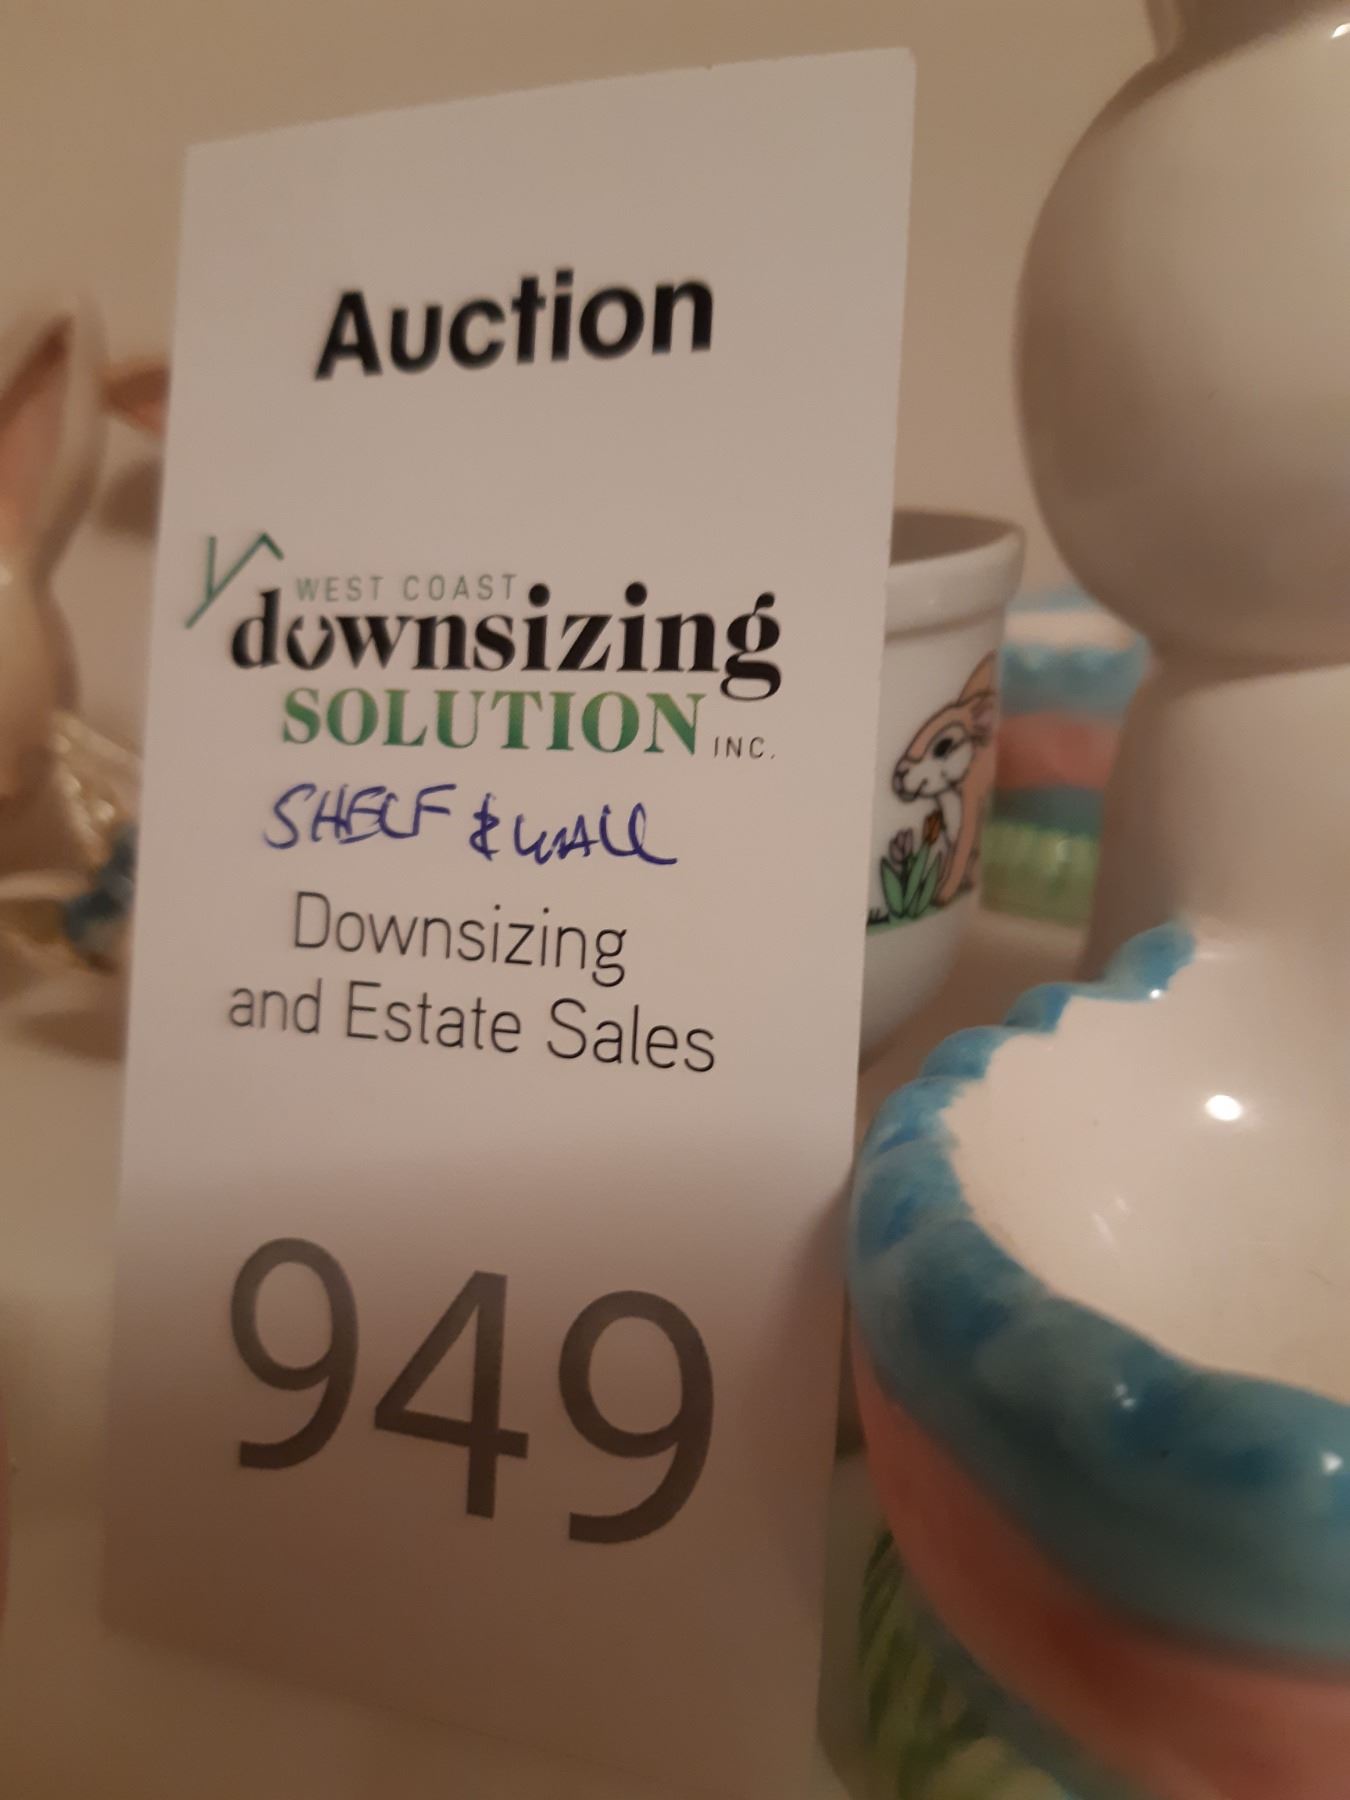 Auction
WEST COAST
downsizing
SOLUTION INC.
SHELF & WALL
Downsizing
and Estate Sales
949